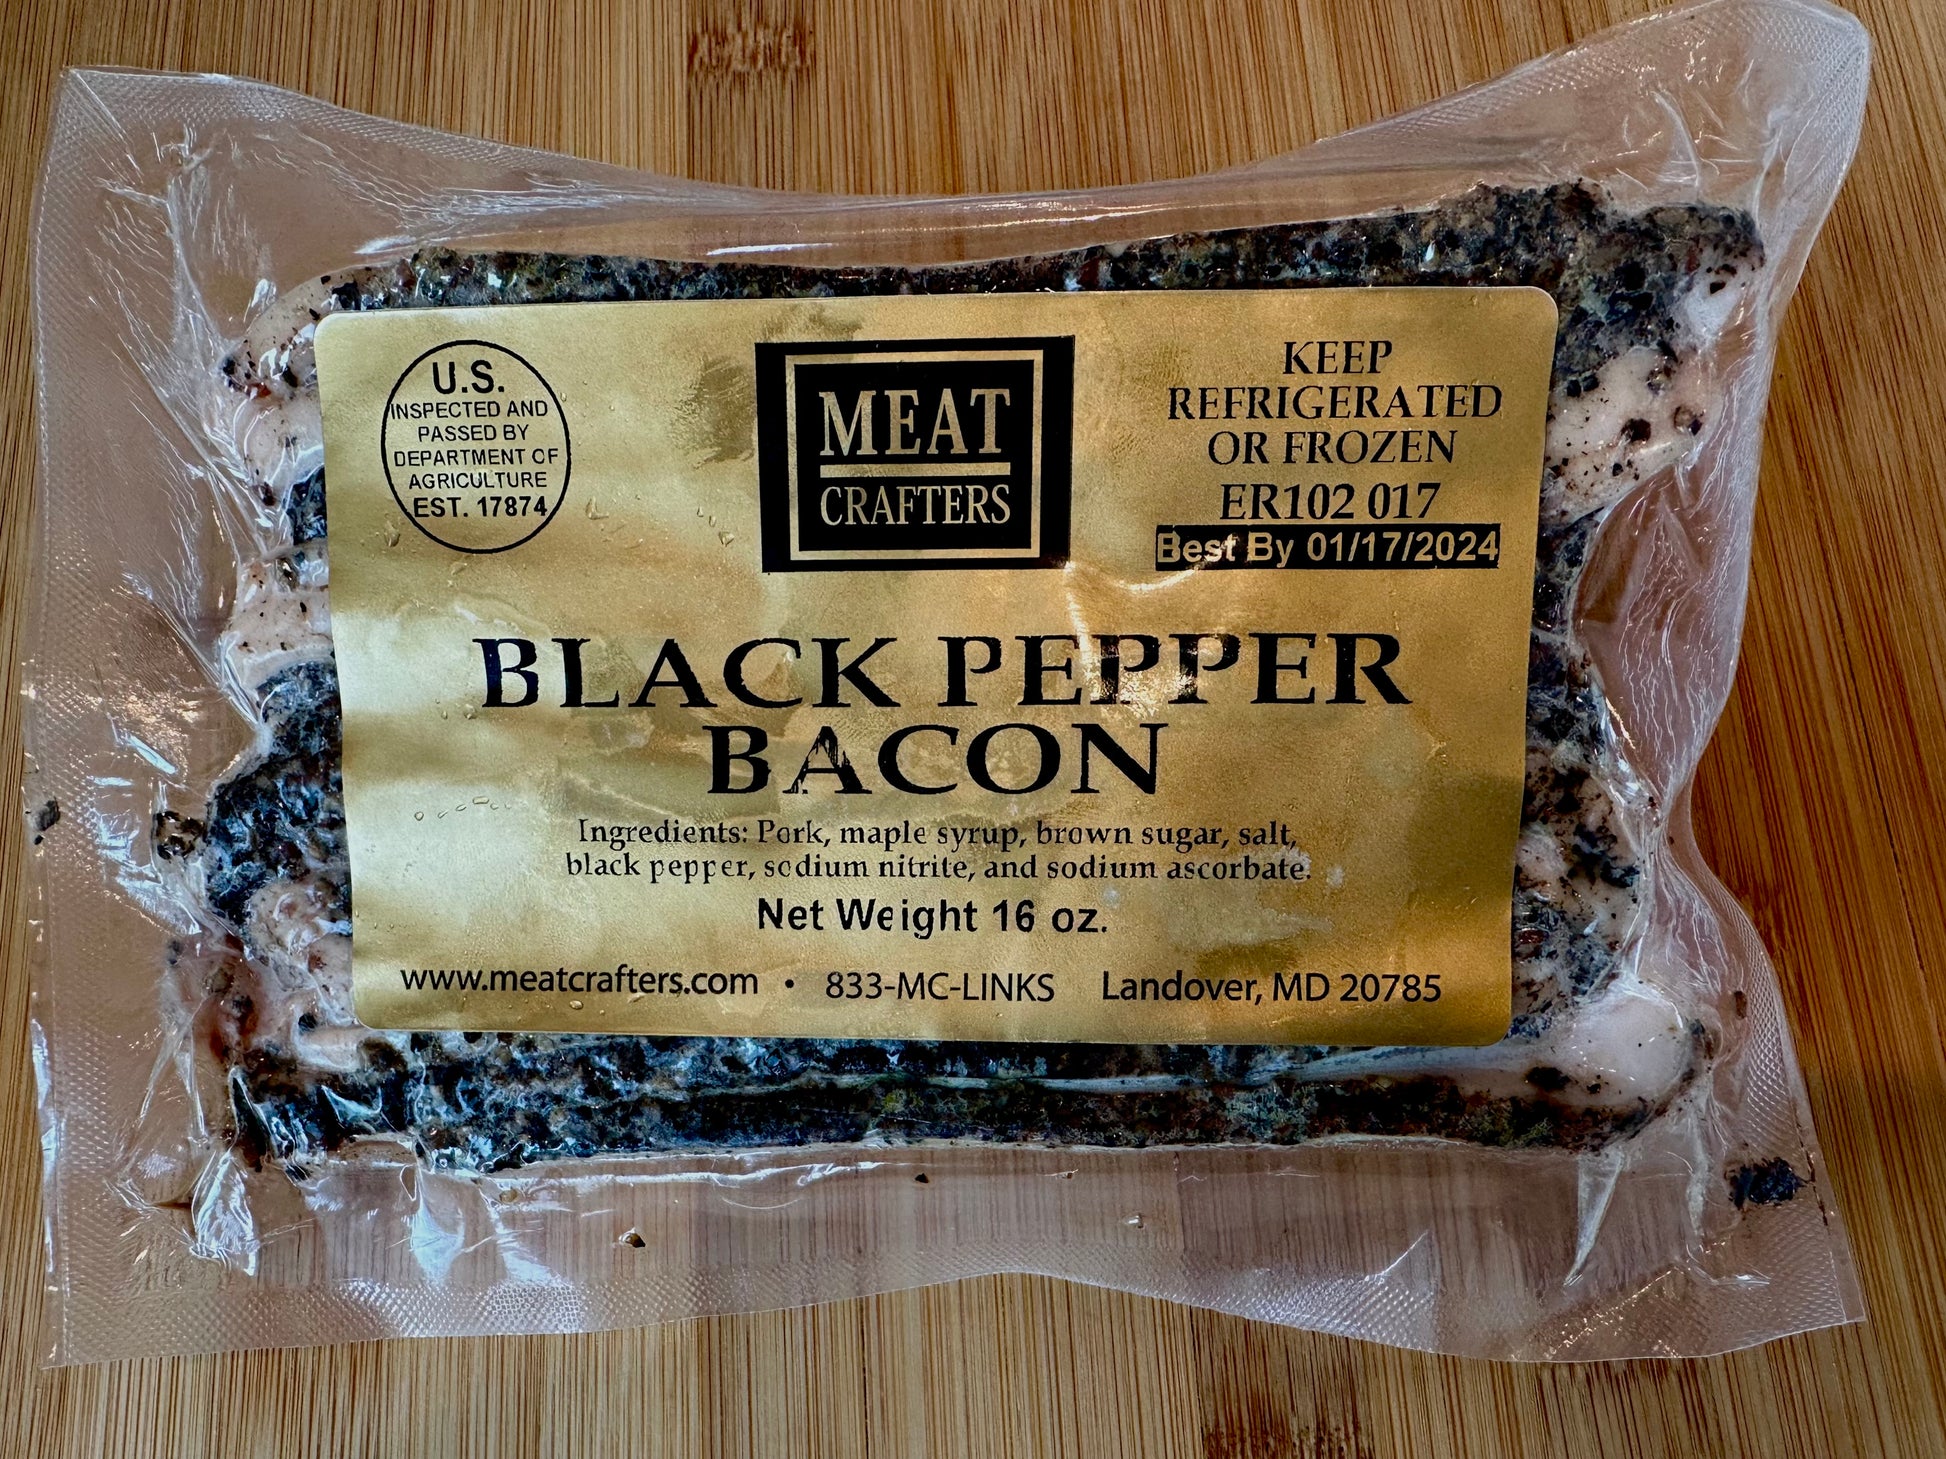 U.S.
INSPECTED AND
PASSED BY
DEPARTMENT OF
AGRICULTURE
EST. 17874
MEAT
CRAFTERS
KEEP
REFRIGERATED
OR FROZEN
ER102 017
Best By 01/17/2024
BLACK PEPPER
BACON
Ingredients: Pork, maple syrup, brown sugar, salt,
black pepper, sodium nitrite, and sodium ascorbate.
Net Weight 16 oz.
www.meatcrafters.com • 833-MC-LINKS Landover, MD 20785